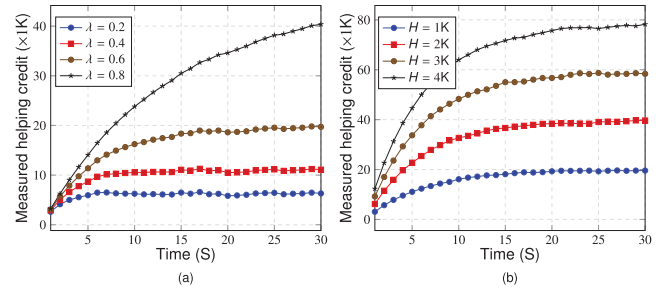 Measured helping credit (×1K)
40
20
10
0
λ = 0.2
λ = 0.4
λ = 0.6
λ = 0.8
5
10
15
20
25
30
Time (S)
(a)
Measured helping credit (×1K)
80
60
40
20
0
H = 1K
H = 2K
H = 3K
H = 4K
5
10
15
20
25
30
Time (S)
(b)